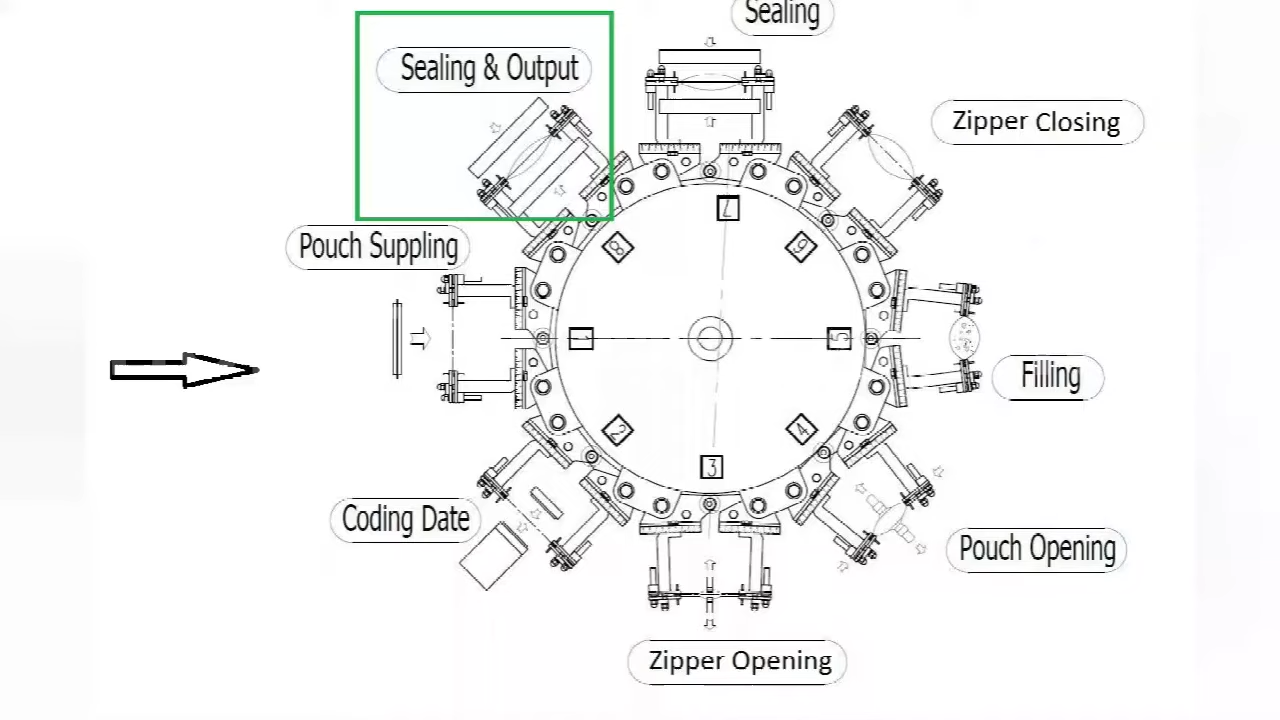 Sealing
Sealing & Output
Zipper Closing
Pouch Suppling
7
8
6
1
5
Filling
2
4
3
Coding Date
Pouch Opening
Zipper Opening